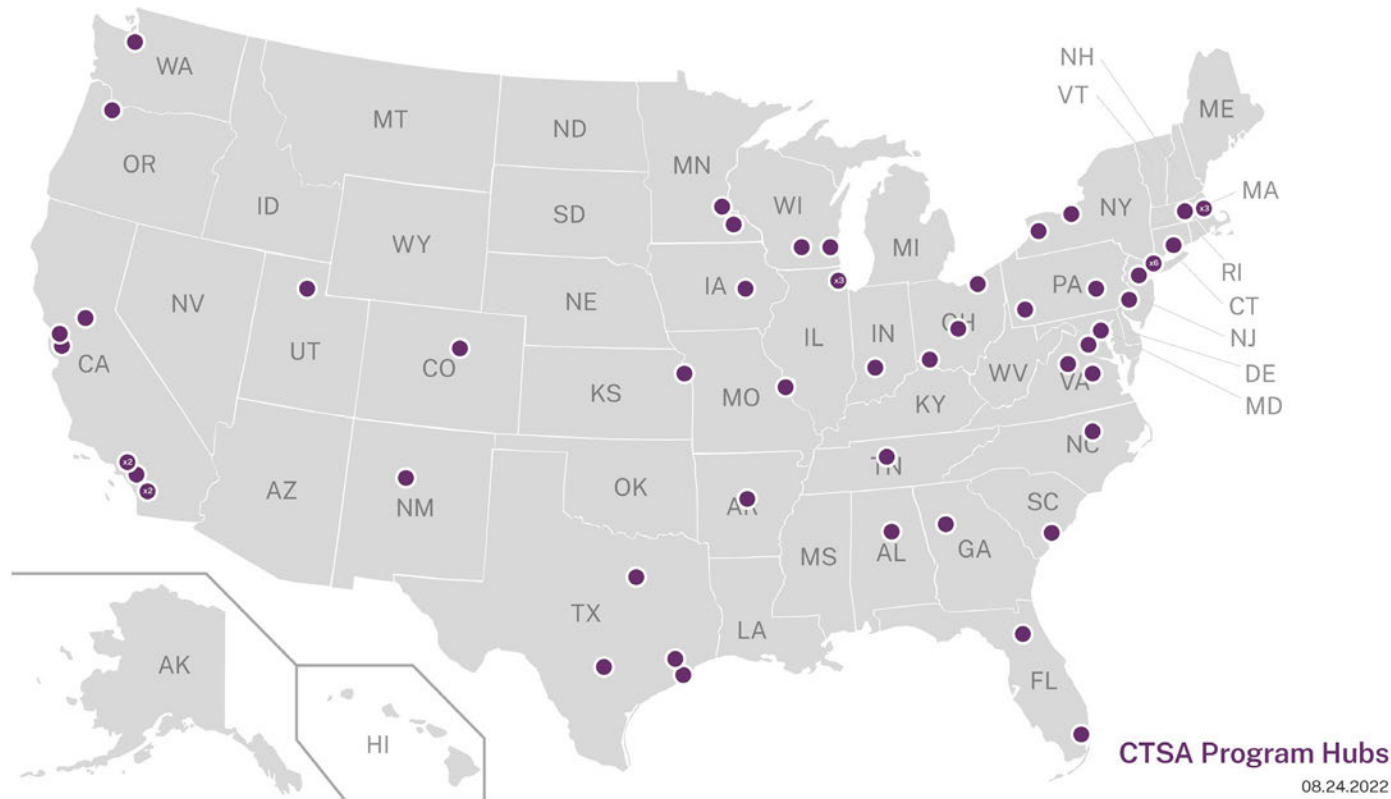 NH
VT
WA
ME
MT
ND
OR
MN
MA
ID
SD
WI
NY
x3
WY
MI
RI
x6
CT
NV
NE
IA
x3
PA
NJ
UT
CO
IL
IN
OH
DE
CA
KS
MO
WV
VA
MD
KY
x2
x2
AZ
NM
OK
AR
TN
NC
SC
MS
AL
GA
TX
LA
AK
FL
HI
CTSA Program Hubs
08.24.2022